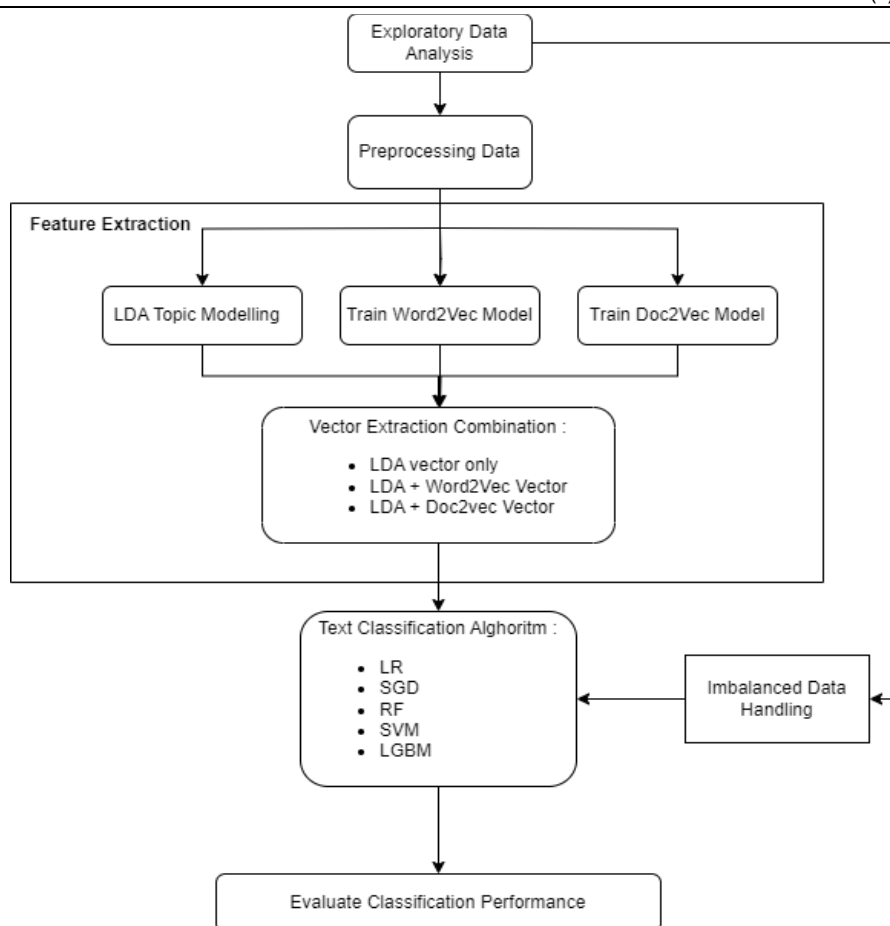 Exploratory Data
Analysis
Preprocessing Data
Feature Extraction
LDA Topic Modelling
Train Word2Vec Model
Train Doc2Vec Model
Vector Extraction Combination :
• LDA vector only
• LDA + Word2Vec Vector
• LDA + Doc2vec Vector
Text Classification Alghoritm :
• LR
• SGD
• RF
• SVM
• LGBM
Imbalanced Data
Handling
Evaluate Classification Performance